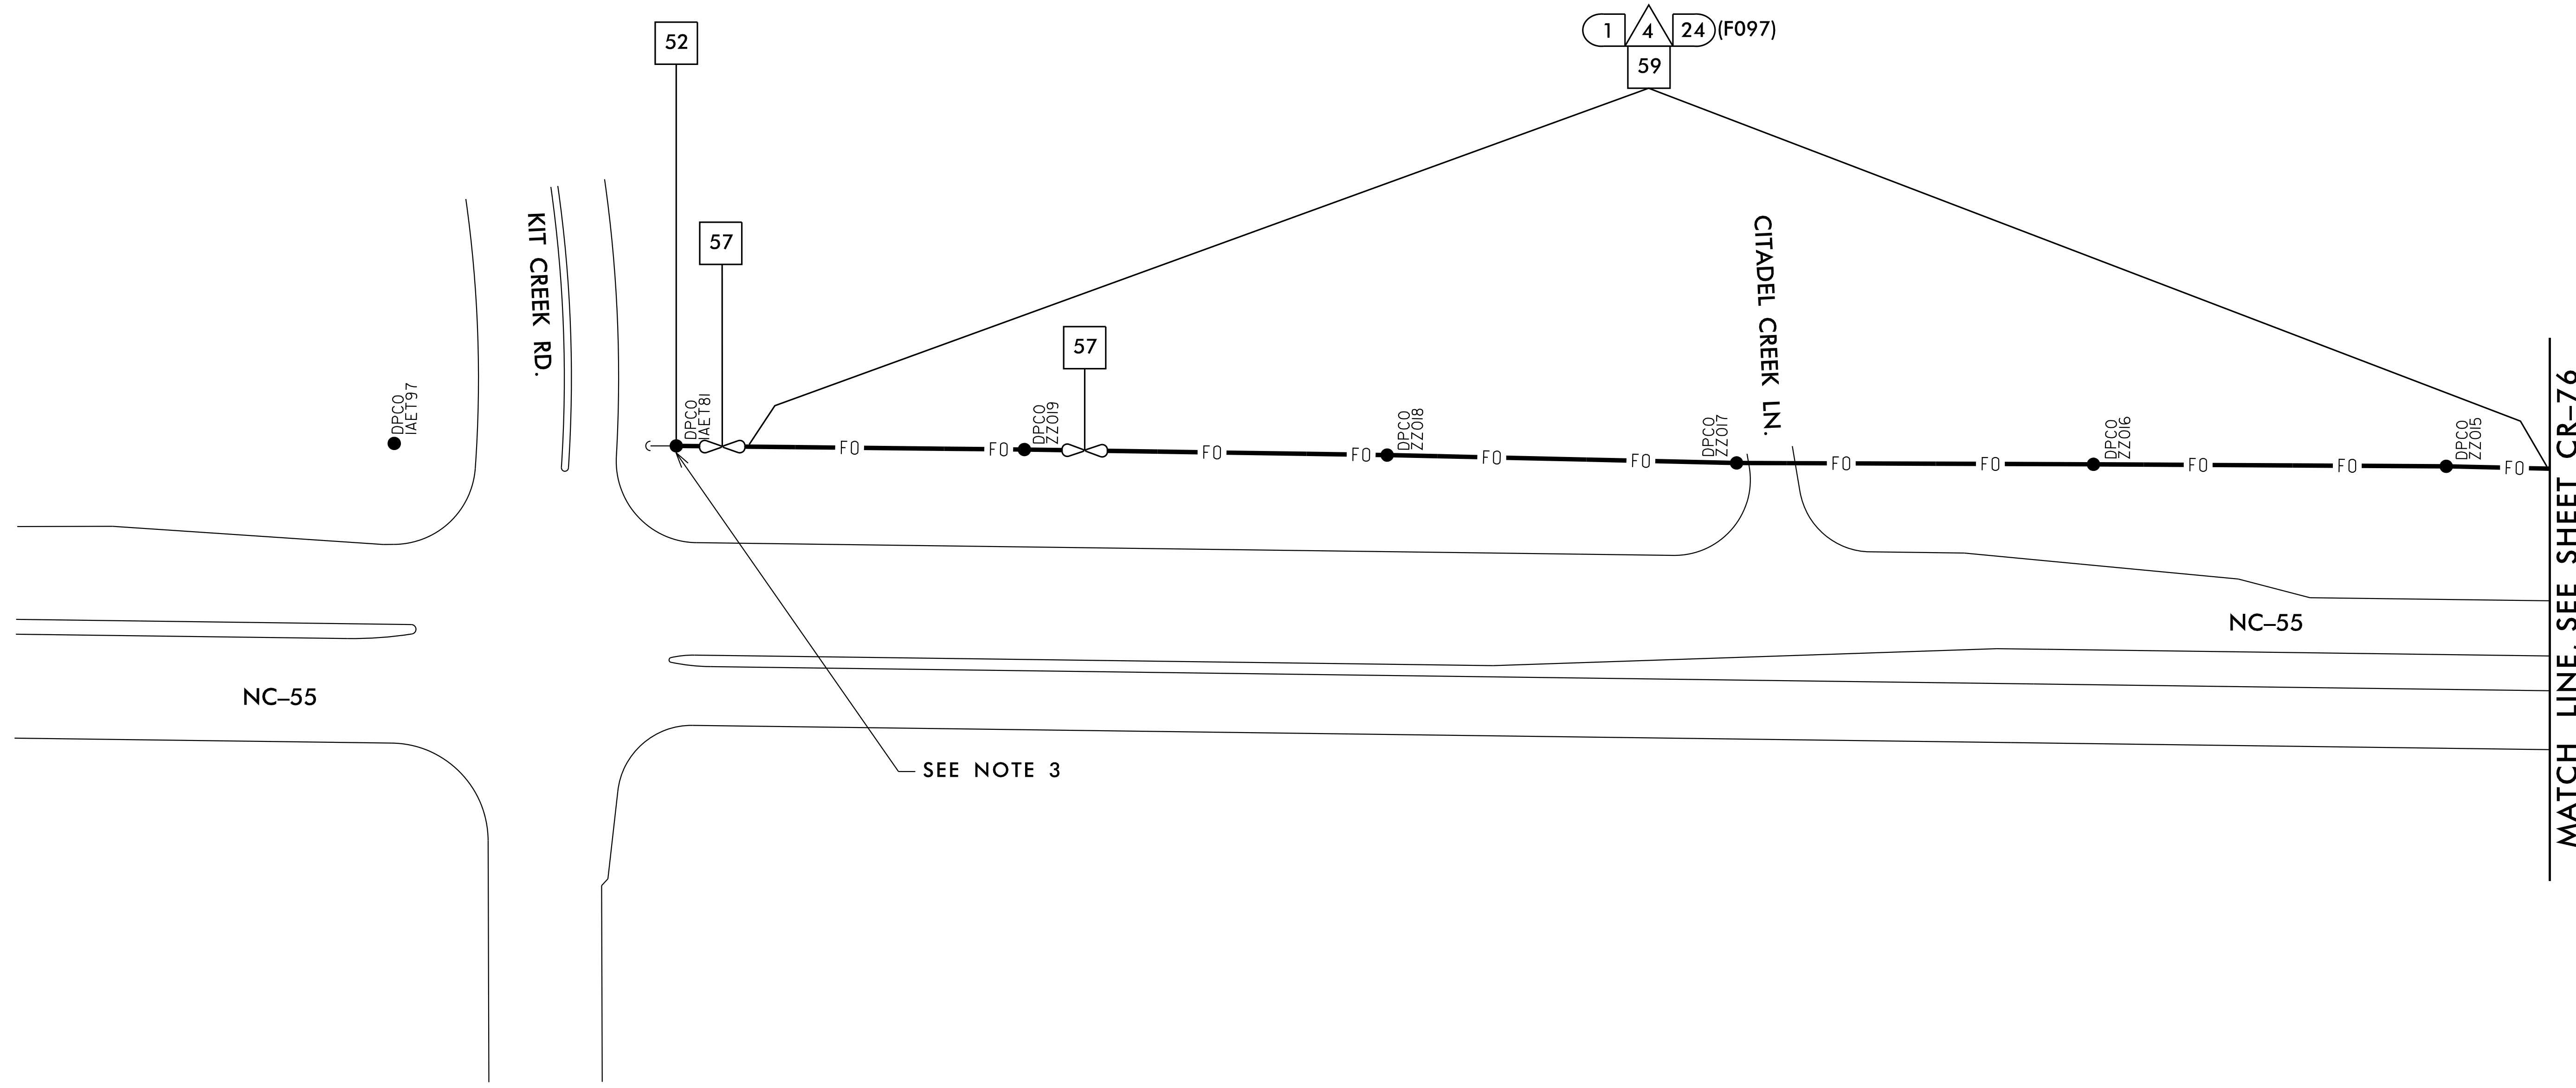 52
1 4 24 (F097)
59
57
57
KIT CREEK RD.
CITADEL CREEK LN.
DPCO
IAET97
DPCO
IAET81
DPCO
ZZ019
DPCO
ZZ018
DPCO
ZZ017
DPCO
ZZ016
DPCO
ZZ015
FO FO FO FO FO FO FO FO FO FO FO
NC-55
NC-55
SEE NOTE 3
MATCH LINE. SEE SHEET CR-76